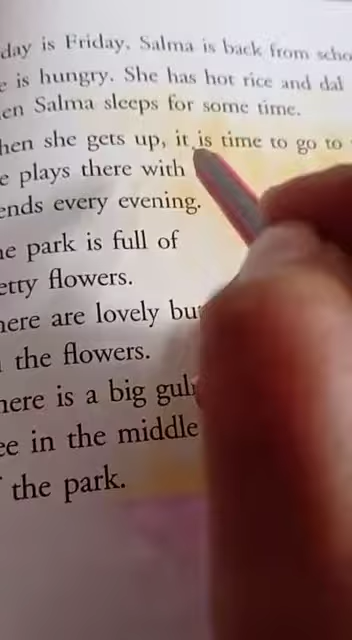 day is Friday. Salma is back from scho
e is hungry. She has hot rice and dal
en Salma sleeps for some time.
hen she gets up, it is time to go to
e plays there with
ends every evening.
he park is full of
etty flowers.
here are lovely but
the flowers.
here is a big gul
ee in the middle
the park.